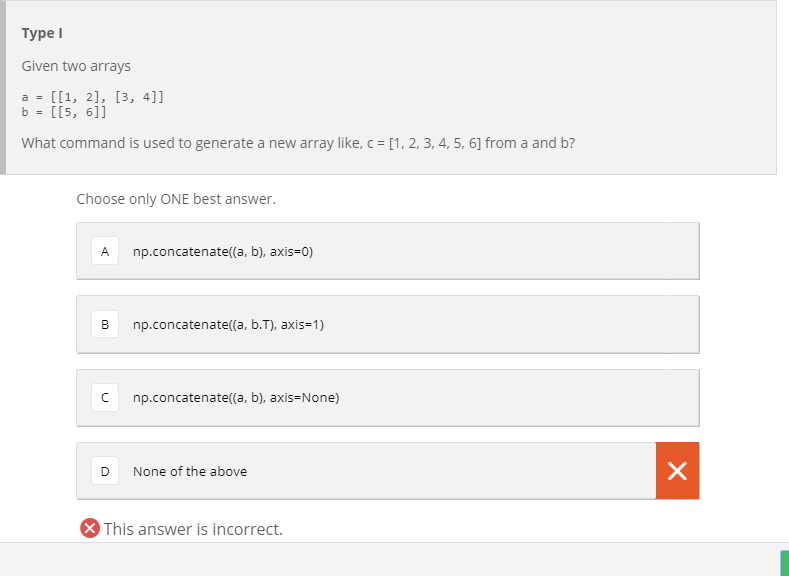 Type I
Given two arrays
a = [[1, 2], [3, 4]]
b = [[5, 6]]
What command is used to generate a new array like, c = [1, 2, 3, 4, 5, 6] from a and b?
Choose only ONE best answer.
A np.concatenate((a, b), axis=0)
B np.concatenate((a, b.T), axis=1)
C np.concatenate((a, b), axis=None)
D None of the above
This answer is incorrect.